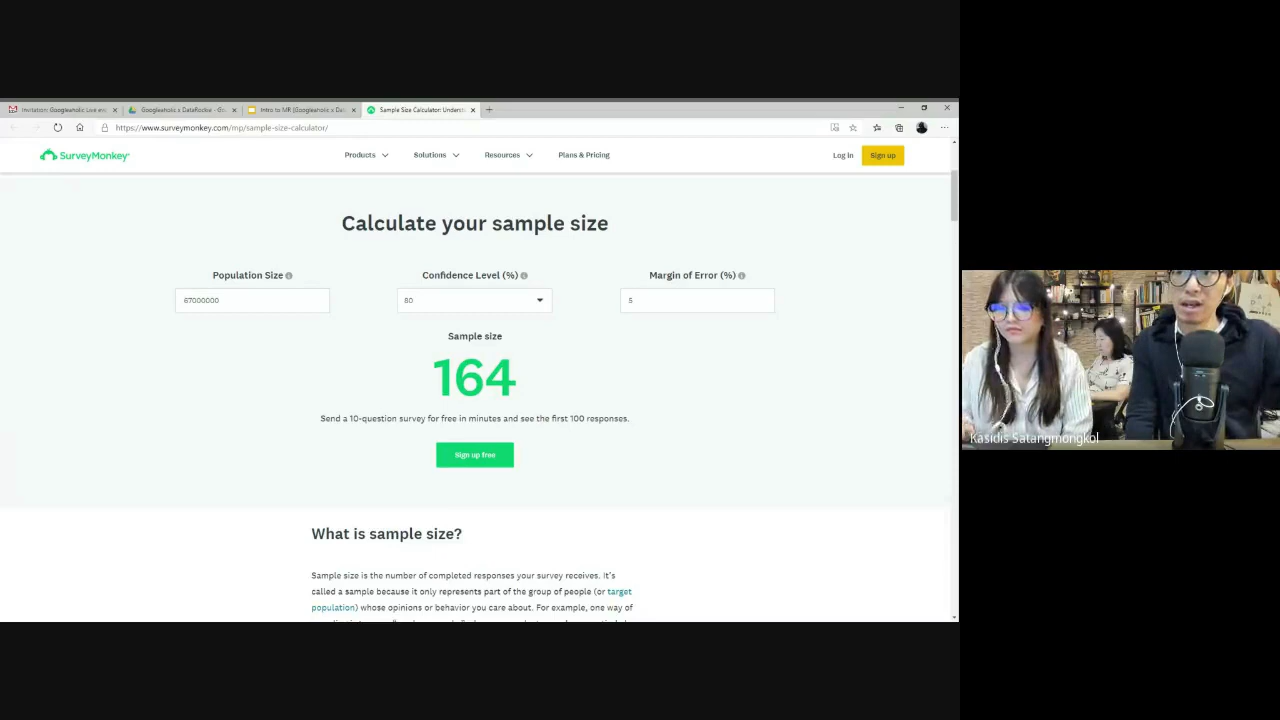 Invitation: Googleaholic Live ev
Googleaholic x DataRockie - Go
Intro to MR [Googleaholic x Dat
Sample Size Calculator: Underst
https://www.surveymonkey.com/mp/sample-size-calculator/
SurveyMonkey
Products
Solutions
Resources
Plans & Pricing
Log In
Sign up
Calculate your sample size
Population Size
Confidence Level (%)
Margin of Error (%)
67000000
80
5
Sample size
164
Send a 10-question survey for free in minutes and see the first 100 responses.
Sign up free
What is sample size?
Sample size is the number of completed responses your survey receives. It's
called a sample because it only represents part of the group of people (or target
population) whose opinions or behavior you care about. For example, one way of
Kasidis Satangmongkol